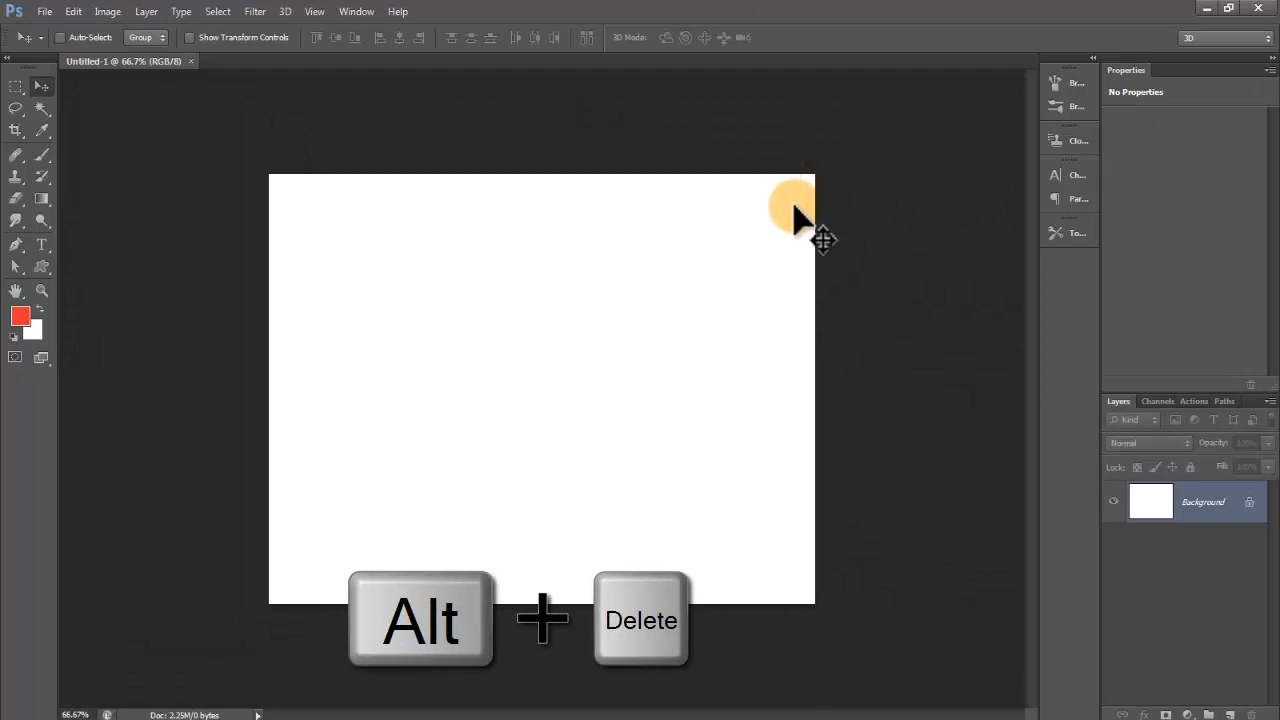 Ps File Edit Image Layer Type Select Filter 3D View Window Help
Auto-Select: Group Show Transform Controls 3D Mode: 3D
Untitled-1 @ 66.7% (RGB/8) ×
Properties
No Properties
Br...
Br...
Clo...
Ch...
Par...
To...
Layers Channels Actions Paths
Kind
Normal Opacity: 100%
Lock: Fill: 100%
Background
Alt + Delete
66.67% Doc: 2.25M/0 bytes